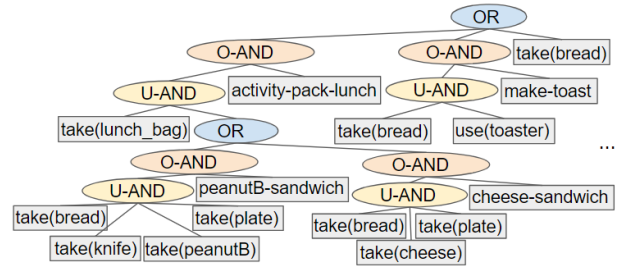 OR
O-AND O-AND take(bread)
U-AND activity-pack-lunch U-AND make-toast
take(lunch_bag) OR take(bread) use(toaster)
...
O-AND O-AND
U-AND peanutB-sandwich U-AND cheese-sandwich
take(bread) take(plate) take(bread) take(plate)
take(knife) take(peanutB) take(cheese)